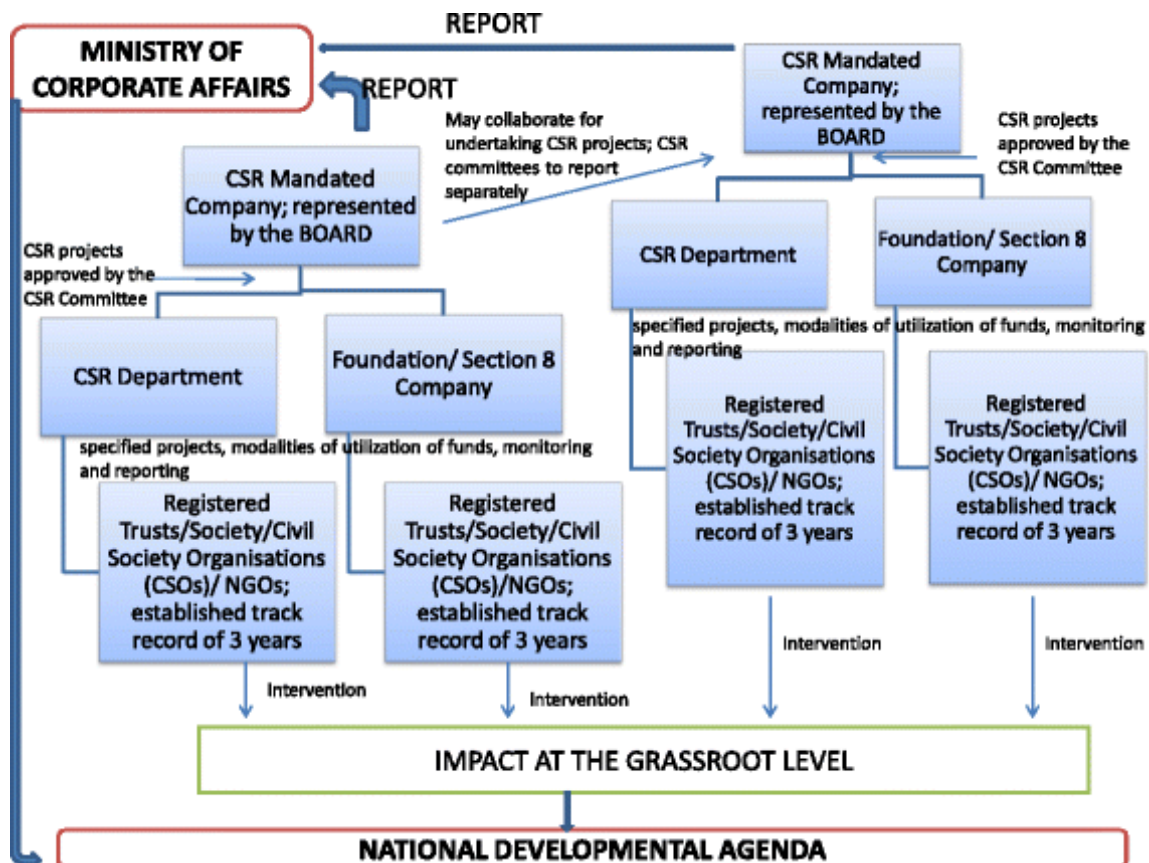 REPORT
MINISTRY OF
CORPORATE AFFAIRS
REPORT
CSR Mandated
Company;
represented by the
BOARD
May collaborate for
undertaking CSR projects; CSR
committees to report
separately
CSR projects
approved by the
CSR Committee
CSR Mandated
Company; represented
by the BOARD
CSR Department
Foundation/ Section 8
Company
CSR projects
approved by the
CSR Committee
specified projects, modalities of utilization of funds, monitoring
and reporting
CSR Department
Foundation/ Section 8
Company
Registered
Trusts/Society/Civil
Society Organisations
(CSOs)/ NGOs;
established track
record of 3 years
Registered
Trusts/Society/Civil
Society Organisations
(CSOs)/ NGOs;
established track
record of 3 years
specified projects, modalities of utilization of funds, monitoring
and reporting
Registered
Trusts/Society/Civil
Society Organisations
(CSOs)/ NGOs;
established track
record of 3 years
Registered
Trusts/Society/Civil
Society Organisations
(CSOs)/NGOs;
established track
record of 3 years
Intervention
Intervention
Intervention
Intervention
IMPACT AT THE GRASSROOT LEVEL
NATIONAL DEVELOPMENTAL AGENDA